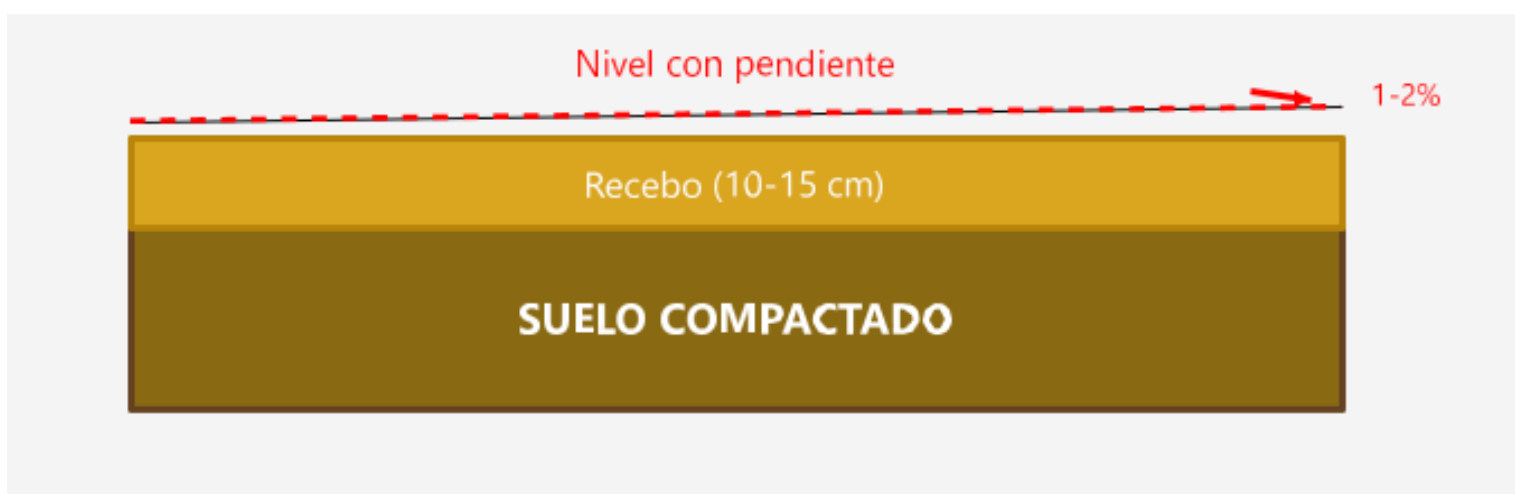 Nivel con pendiente
1-2%
Recebo (10-15 cm)
SUELO COMPACTADO